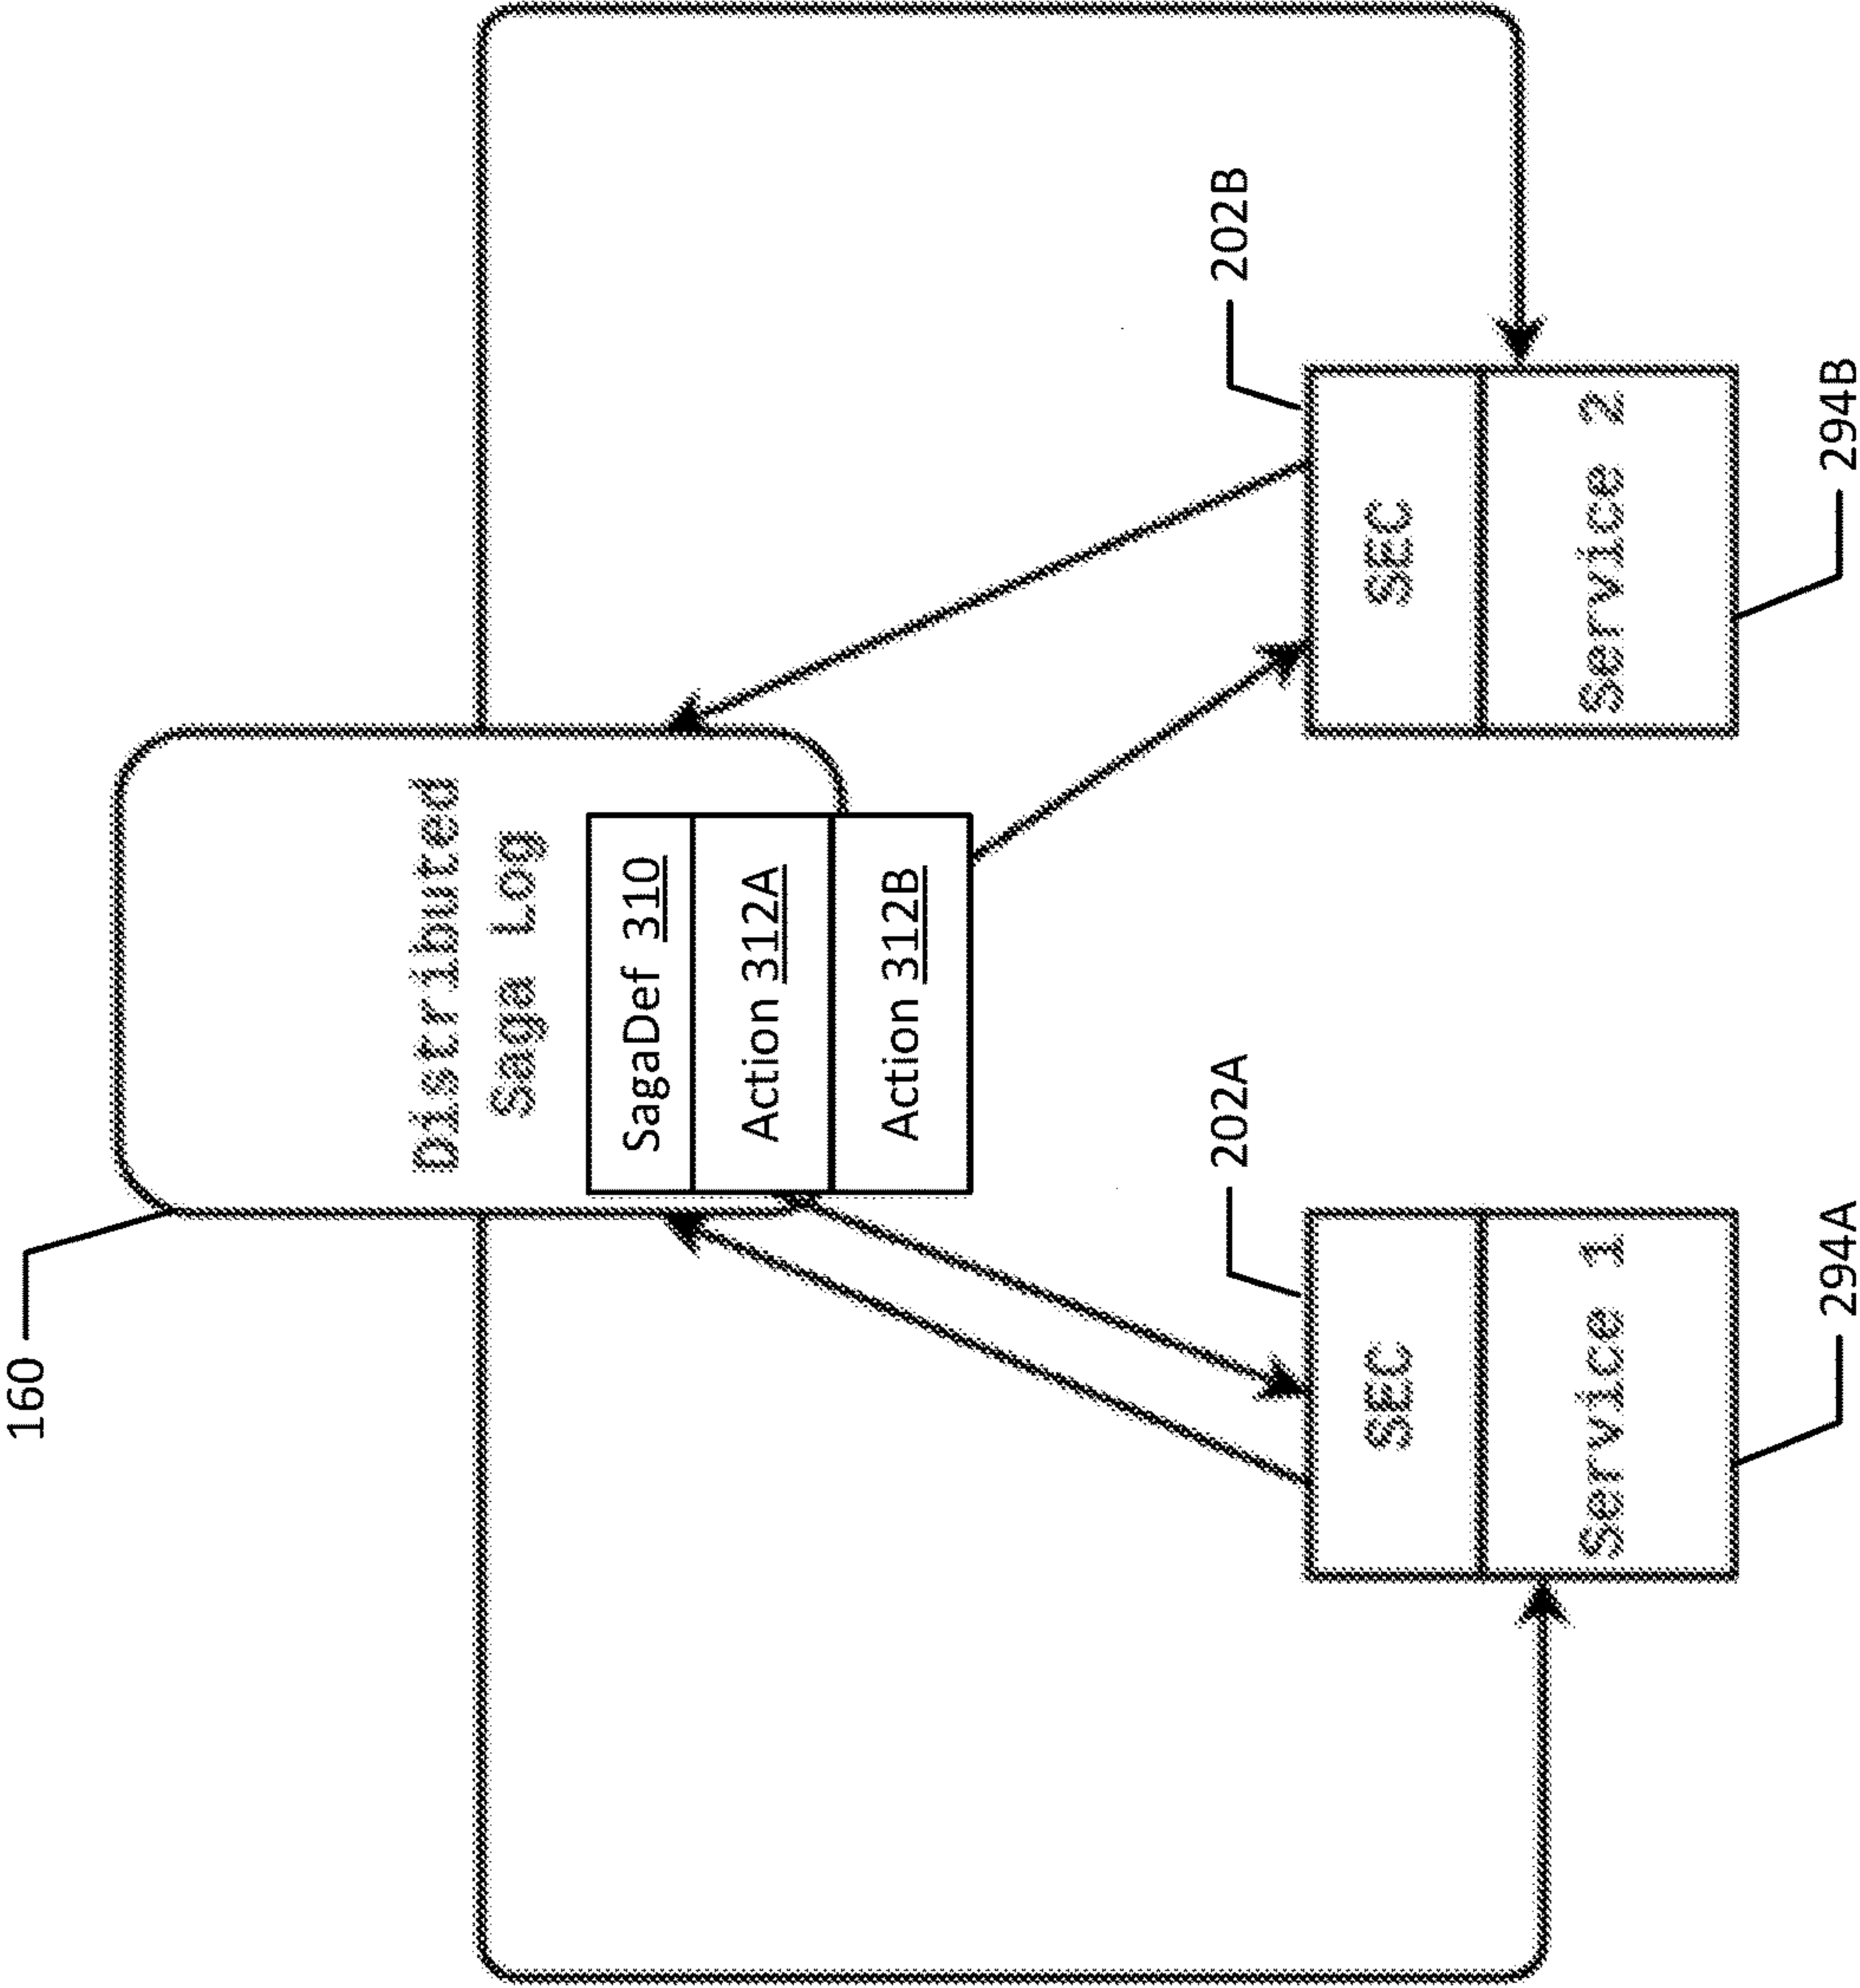 160
Distributed
Saga Log
SagaDef 310
Action 312A
Action 312B
202A
202B
SEC
Service 1
SEC
Service 2
294A
294B